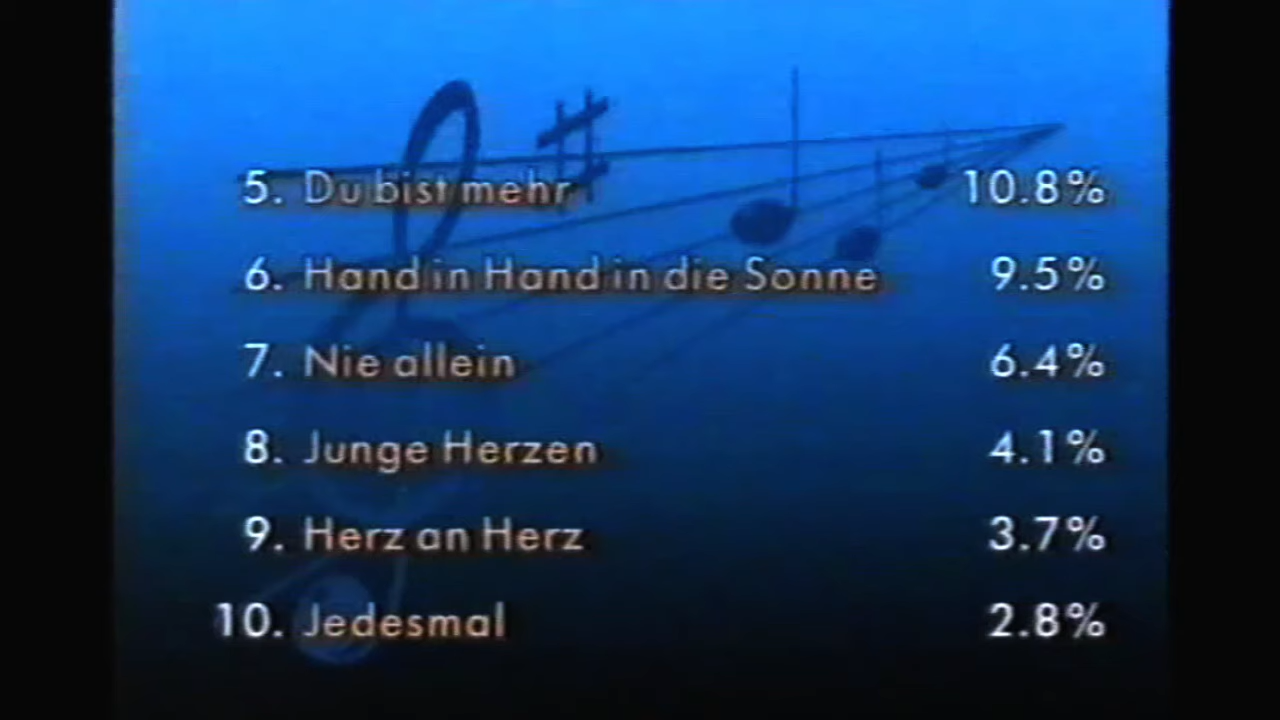 5. Du bist mehr 10.8%
6. Hand in Hand in die Sonne 9.5%
7. Nie allein 6.4%
8. Junge Herzen 4.1%
9. Herz an Herz 3.7%
10. Jedesmal 2.8%